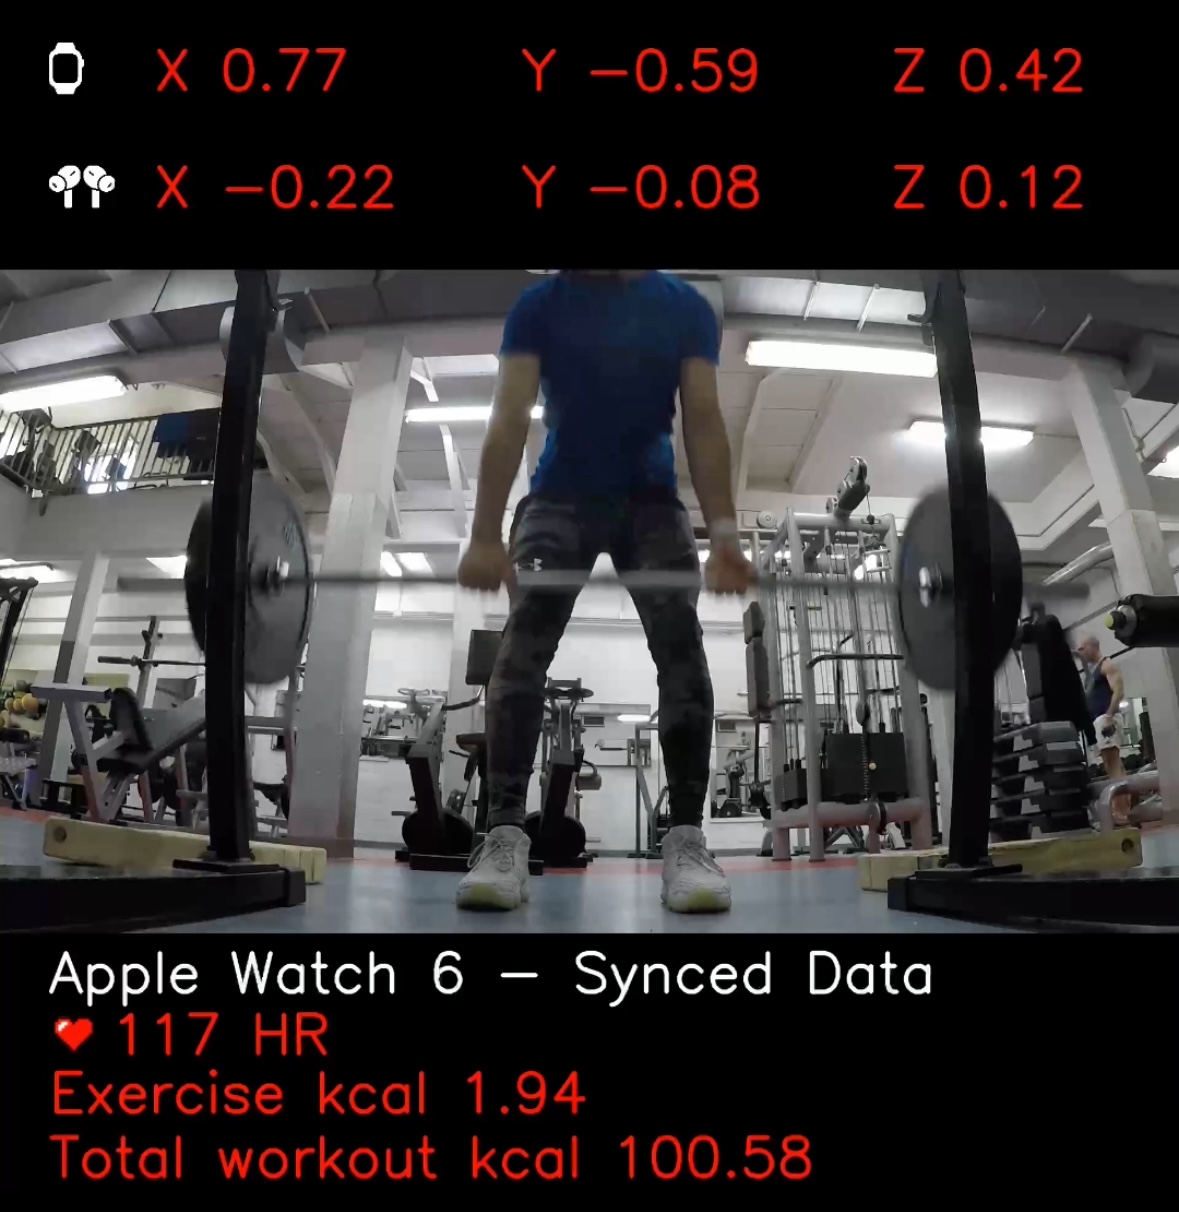 X 0.77 Y −0.59 Z 0.42
X −0.22 Y −0.08 Z 0.12
Apple Watch 6 − Synced Data
117 HR
Exercise kcal 1.94
Total workout kcal 100.58